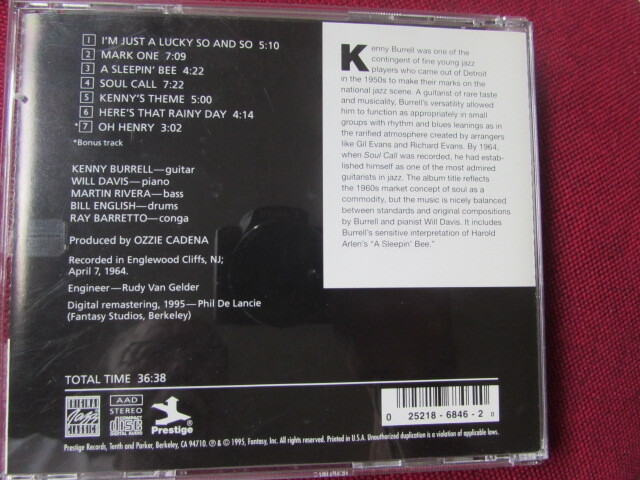 1 I'M JUST A LUCKY SO AND SO 5:10
2 MARK ONE 7:09
3 A SLEEPIN' BEE 4:22
4 SOUL CALL 7:22
5 KENNY'S THEME 5:00
6 HERE'S THAT RAINY DAY 4:14
*7 OH HENRY 3:02
*Bonus track
KENNY BURRELL—guitar
WILL DAVIS—piano
MARTIN RIVERA—bass
BILL ENGLISH—drums
RAY BARRETTO—conga
Produced by OZZIE CADENA
Recorded in Englewood Cliffs, NJ;
April 7, 1964.
Engineer—Rudy Van Gelder
Digital remastering, 1995—Phil De Lancie
(Fantasy Studios, Berkeley)
TOTAL TIME 36:38
Kenny Burrell was one of the
contingent of fine young jazz
players who came out of Detroit
in the 1950s to make their marks on the
national jazz scene. A guitarist of rare taste
and musicality, Burrell's versatility allowed
him to function as appropriately in small
groups with rhythm and blues leanings as in
the rarified atmosphere created by arrangers
like Gil Evans and Richard Evans. By 1964,
when Soul Call was recorded, he had estab-
lished himself as one of the most admired
guitarists in jazz. The album title reflects
the 1960s market concept of soul as a
commodity, but the music is nicely balanced
between standards and original compositions
by Burrell and pianist Will Davis. It includes
Burrell's sensitive interpretation of Harold
Arlen's "A Sleepin' Bee."
ORIGINAL
Jazz
CLASSICS
AAD
STEREO
COMPACT
disc
DIGITAL AUDIO
Prestige
0 25218-6846-2 0
Prestige Records, Tenth and Parker, Berkeley, CA 94710. ℗ & © 1995, Fantasy, Inc. All rights reserved. Printed in U.S.A. Unauthorized duplication is a violation of applicable laws.